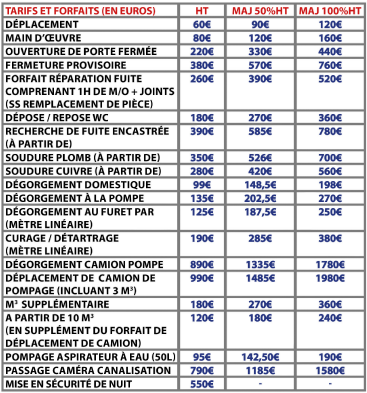 TARIFS ET FORFAITS (EN EUROS) HT MAJ 50%HT MAJ 100%HT
DÉPLACEMENT 60€ 90€ 120€
MAIN D'ŒUVRE 80€ 120€ 160€
OUVERTURE DE PORTE FERMÉE 220€ 330€ 440€
FERMETURE PROVISOIRE 380€ 570€ 760€
FORFAIT RÉPARATION FUITE 260€ 390€ 520€
COMPRENANT 1H DE M/O + JOINTS
(SS REMPLACEMENT DE PIÈCE)
DÉPOSE / REPOSE WC 180€ 270€ 360€
RECHERCHE DE FUITE ENCASTRÉE 390€ 585€ 780€
(À PARTIR DE)
SOUDURE PLOMB (À PARTIR DE) 350€ 526€ 700€
SOUDURE CUIVRE (À PARTIR DE) 280€ 420€ 560€
DÉGORGEMENT DOMESTIQUE 99€ 148,5€ 198€
DÉGORGEMENT À LA POMPE 135€ 202,5€ 270€
DÉGORGEMENT AU FURET PAR 125€ 187,5€ 250€
(MÈTRE LINÉAIRE)
CURAGE / DÉTARTRAGE 190€ 285€ 380€
(MÈTRE LINÉAIRE)
DÉGORGEMENT CAMION POMPE 890€ 1335€ 1780€
DÉPLACEMENT DE CAMION DE 990€ 1485€ 1980€
POMPAGE (INCLUANT 3 M³)
M³ SUPPLÉMENTAIRE 180€ 270€ 360€
A PARTIR DE 10 M³ 120€ 180€ 240€
(EN SUPPLÉMENT DU FORFAIT DE
DÉPLACEMENT DE CAMION)
POMPAGE ASPIRATEUR À EAU (50L) 95€ 142,50€ 190€
PASSAGE CAMÉRA CANALISATION 790€ 1185€ 1580€
MISE EN SÉCURITÉ DE NUIT 550€ - -